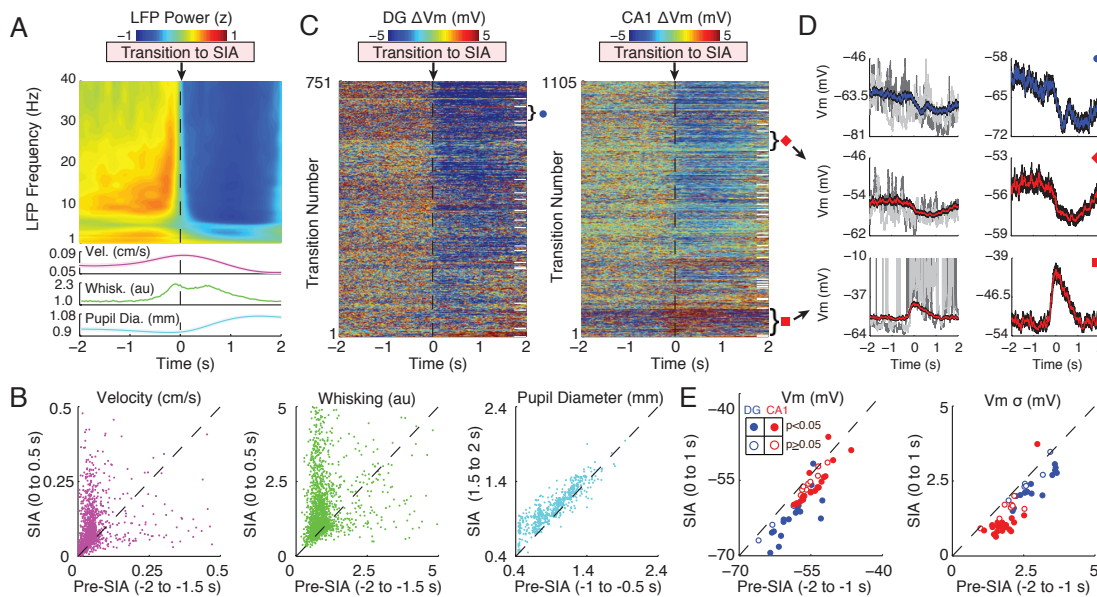 A
LFP Power (z)
−1 1
Transition to SIA
LFP Frequency (Hz)
40
30
20
10
1
Vel. (cm/s)
0.09
0.05
Whisk. (au)
2.3
1.0
Pupil Dia. (mm)
1.08
0.9
−2 −1 0 1 2
Time (s)
C
DG ΔVm (mV)
−5 5
Transition to SIA
751
Transition Number
1
−2 −1 0 1 2
Time (s)
CA1 ΔVm (mV)
−5 5
Transition to SIA
1105
Transition Number
1
−2 −1 0 1 2
Time (s)
D
Vm (mV)
−46
−63.5
−81
−58
−65
−72
Vm (mV)
−46
−54
−62
−53
−56
−59
Vm (mV)
−10
−37
−64
−39
−46.5
−54
−2 −1 0 1 2
Time (s)
−2 −1 0 1 2
Time (s)
B
Velocity (cm/s)
SIA (0 to 0.5 s)
0.5
0.25
0
0 0.25 0.5
Pre-SIA (−2 to −1.5 s)
Whisking (au)
SIA (0 to 0.5 s)
5
2.5
0
0 2.5 5.0
Pre-SIA (−2 to −1.5 s)
Pupil Diameter (mm)
SIA (1.5 to 2 s)
2.4
1.4
0.4
0.4 1.4 2.4
Pre-SIA (−1 to −0.5 s)
E
Vm (mV)
DG CA1
p<0.05
p≥0.05
SIA (0 to 1 s)
−40
−55
−70
−70 −55 −40
Pre-SIA (−2 to −1 s)
Vm σ (mV)
SIA (0 to 1 s)
5
2.5
0
0 2.5 5
Pre-SIA (−2 to −1 s)